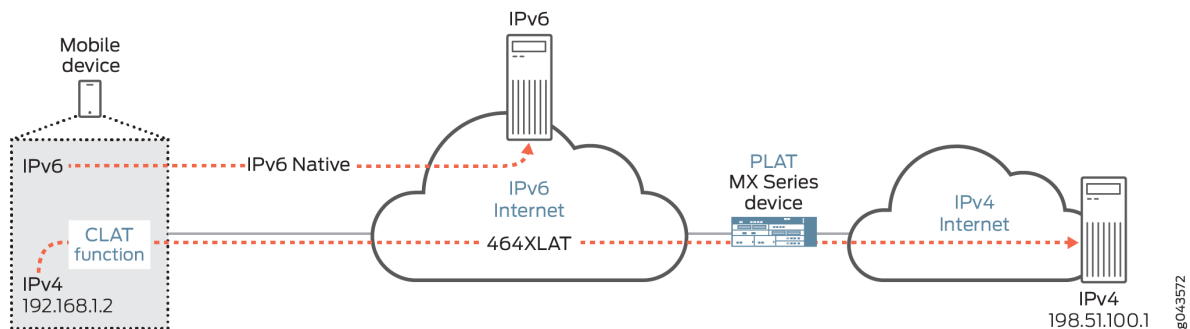 IPv6
Mobile
device
IPv6
IPv6 Native
IPv6
Internet
PLAT
MX Series
device
IPv4
Internet
CLAT
function
464XLAT
IPv4
192.168.1.2
IPv4
198.51.100.1
g043572